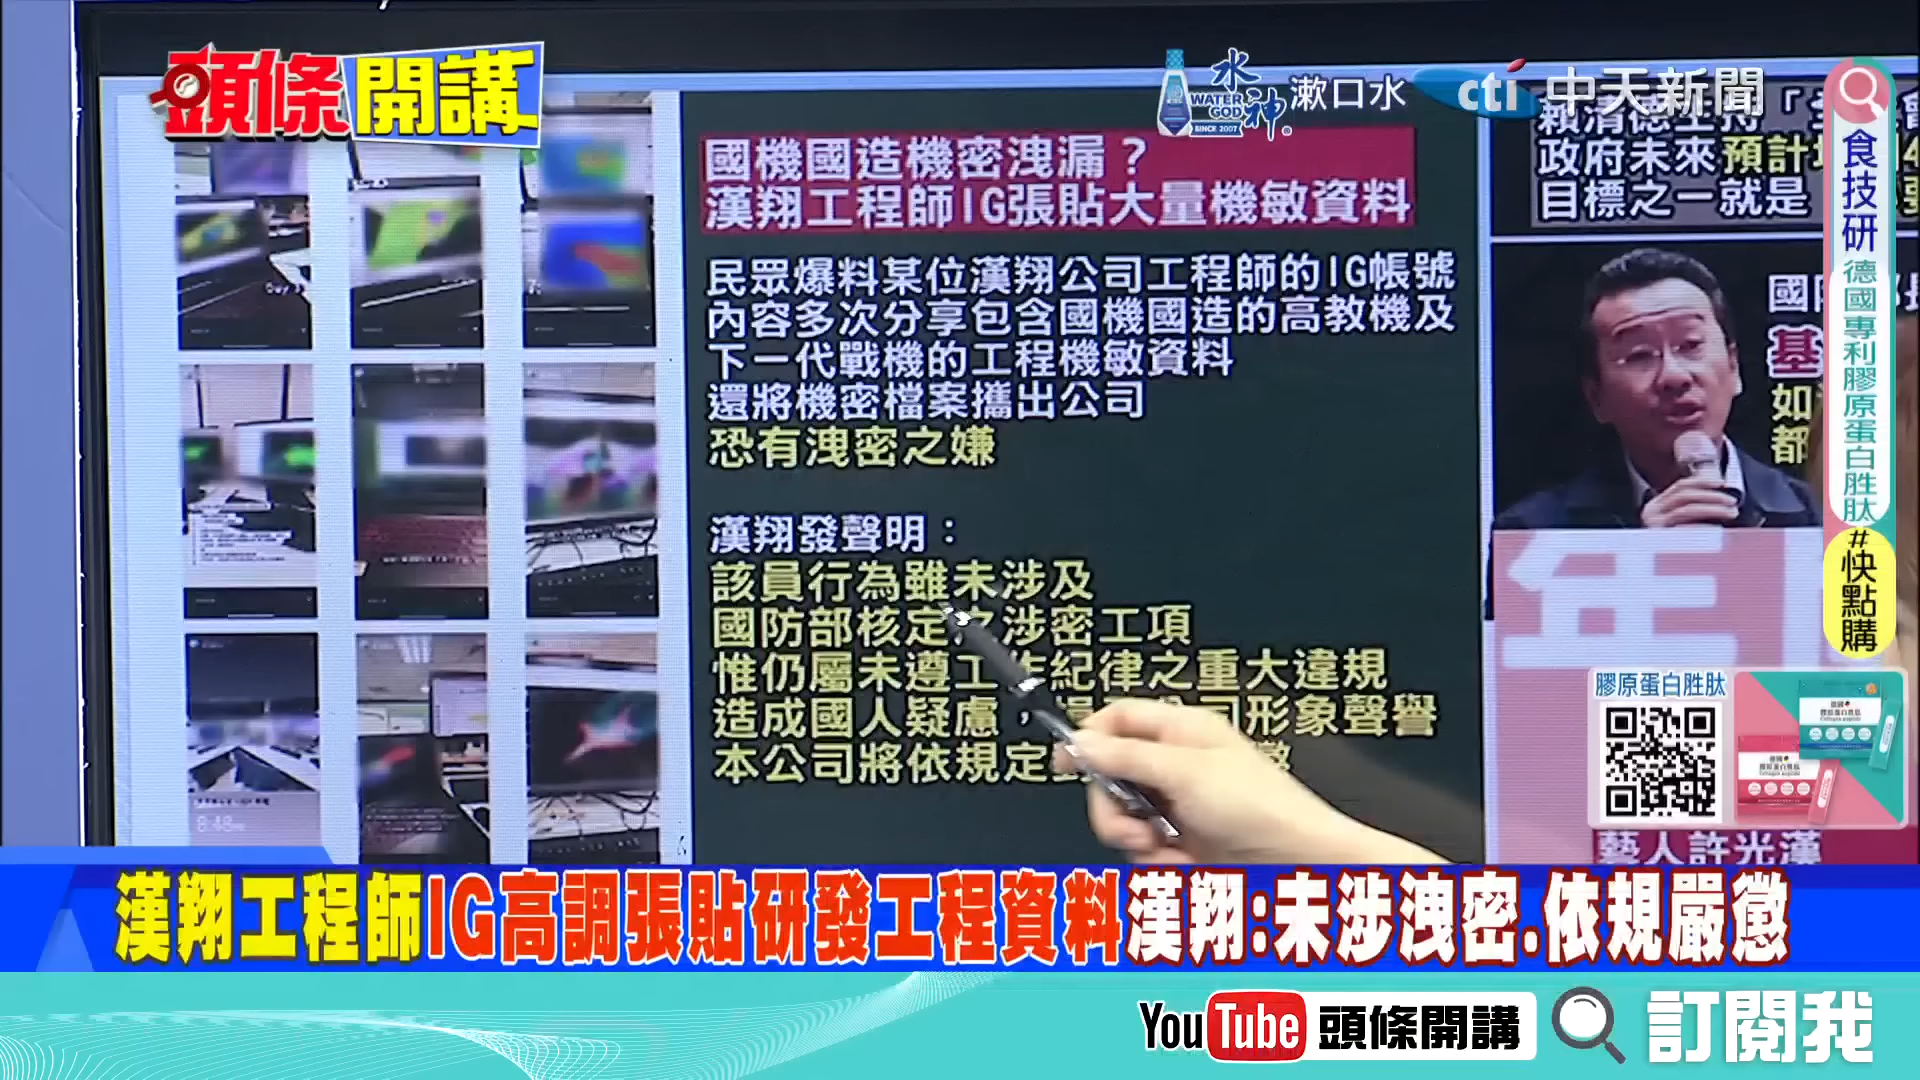 頭條開講
水神
WATER GOD
SINCE 2007
漱口水
cti 中天新聞
國機國造機密洩漏？
漢翔工程師IG張貼大量機敏資料
民眾爆料某位漢翔公司工程師的IG帳號
內容多次分享包含國機國造的高教機及
下一代戰機的工程機敏資料
還將機密檔案攜出公司
恐有洩密之嫌
漢翔發聲明：
該員行為雖未涉及
國防部核定之涉密工項
惟仍屬未遵工作紀律之重大違規
造成國人疑慮，
司形象聲譽
本公司將依規定
政府未來預計
目標之一就是
國
基
如
都
年
藝人許光漢
食技研
德國專利膠原蛋白胜肽
#快點購
膠原蛋白胜肽
8:48
漢翔工程師IG高調張貼研發工程資料漢翔:未涉洩密.依規嚴懲
YouTube 頭條開講
訂閱我